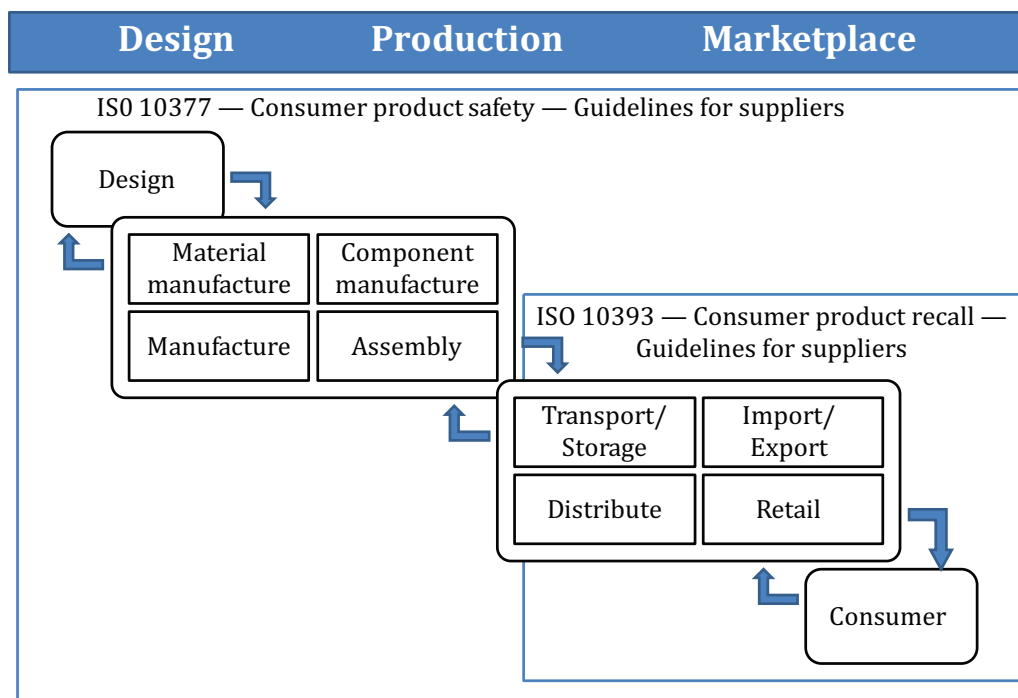 Design Production Marketplace
IS0 10377 — Consumer product safety — Guidelines for suppliers
Design
Material
manufacture
Component
manufacture
Manufacture
Assembly
ISO 10393 — Consumer product recall —
Guidelines for suppliers
Transport/
Storage
Import/
Export
Distribute
Retail
Consumer